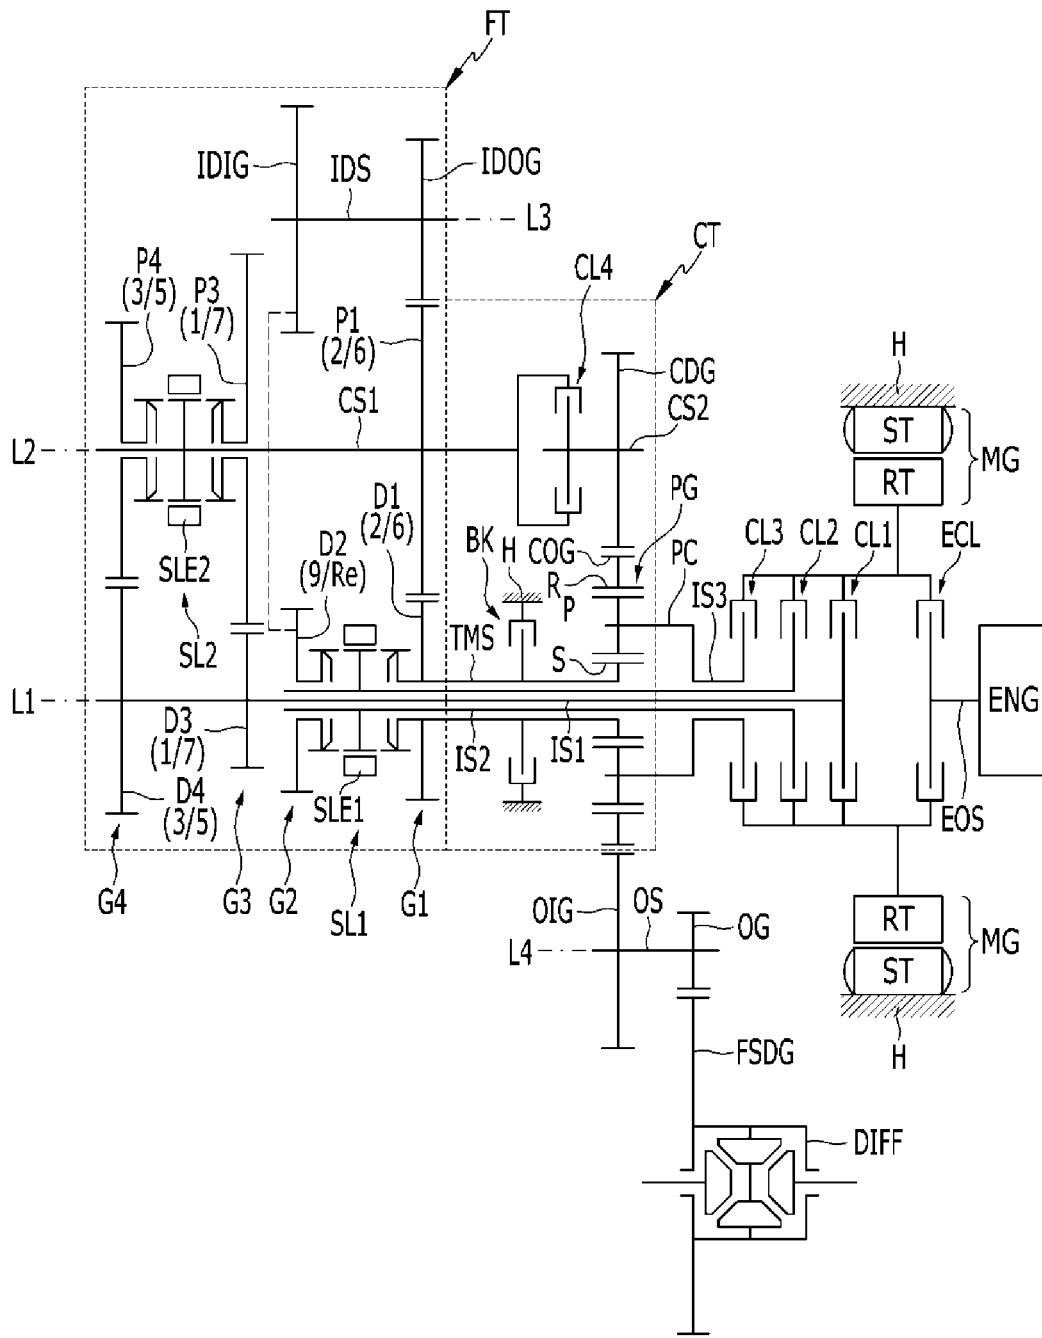 FT
IDIG
IDS
IDOG
L3
CT
P4
(3/5)
P3
(1/7)
P1
(2/6)
CL4
H
CDG
CS1
CS2
ST
MG
L2
RT
D1
(2/6)
PG
BK
H
COG
PC
CL3
CL2
CL1
ECL
SLE2
D2
(9/Re)
R
P
IS3
SL2
TMS
S
L1
ENG
D3
(1/7)
IS2
IS1
D4
(3/5)
SLE1
EOS
G4
G3
G2
SL1
G1
OIG
OS
OG
RT
MG
L4
ST
FSDG
H
DIFF